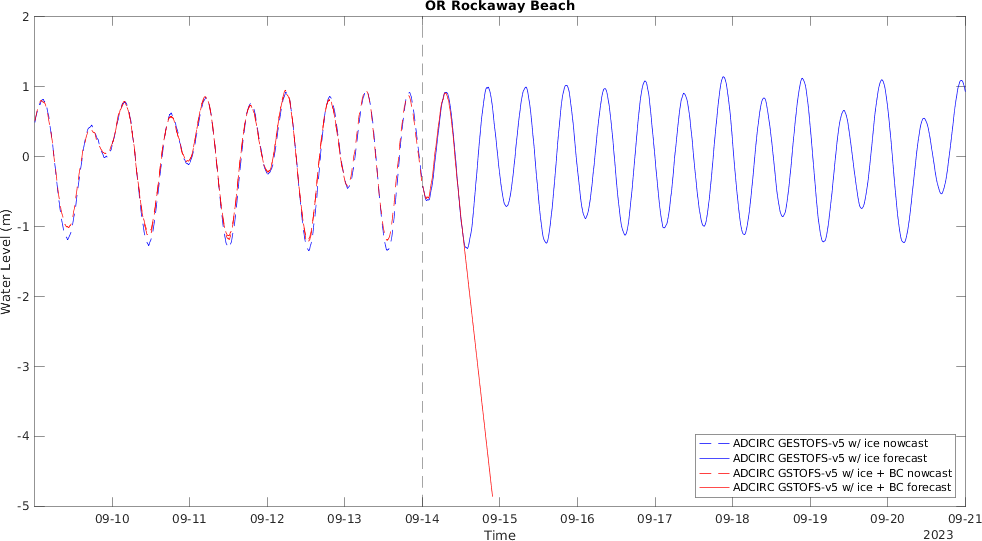 OR Rockaway Beach
2
1
0
-1
-2
-3
-4
-5
Water Level (m)
ADCIRC GESTOFS-v5 w/ ice nowcast
ADCIRC GESTOFS-v5 w/ ice forecast
ADCIRC GSTOFS-v5 w/ ice + BC nowcast
ADCIRC GSTOFS-v5 w/ ice + BC forecast
09-10 09-11 09-12 09-13 09-14 09-15 09-16 09-17 09-18 09-19 09-20 09-21
Time
2023